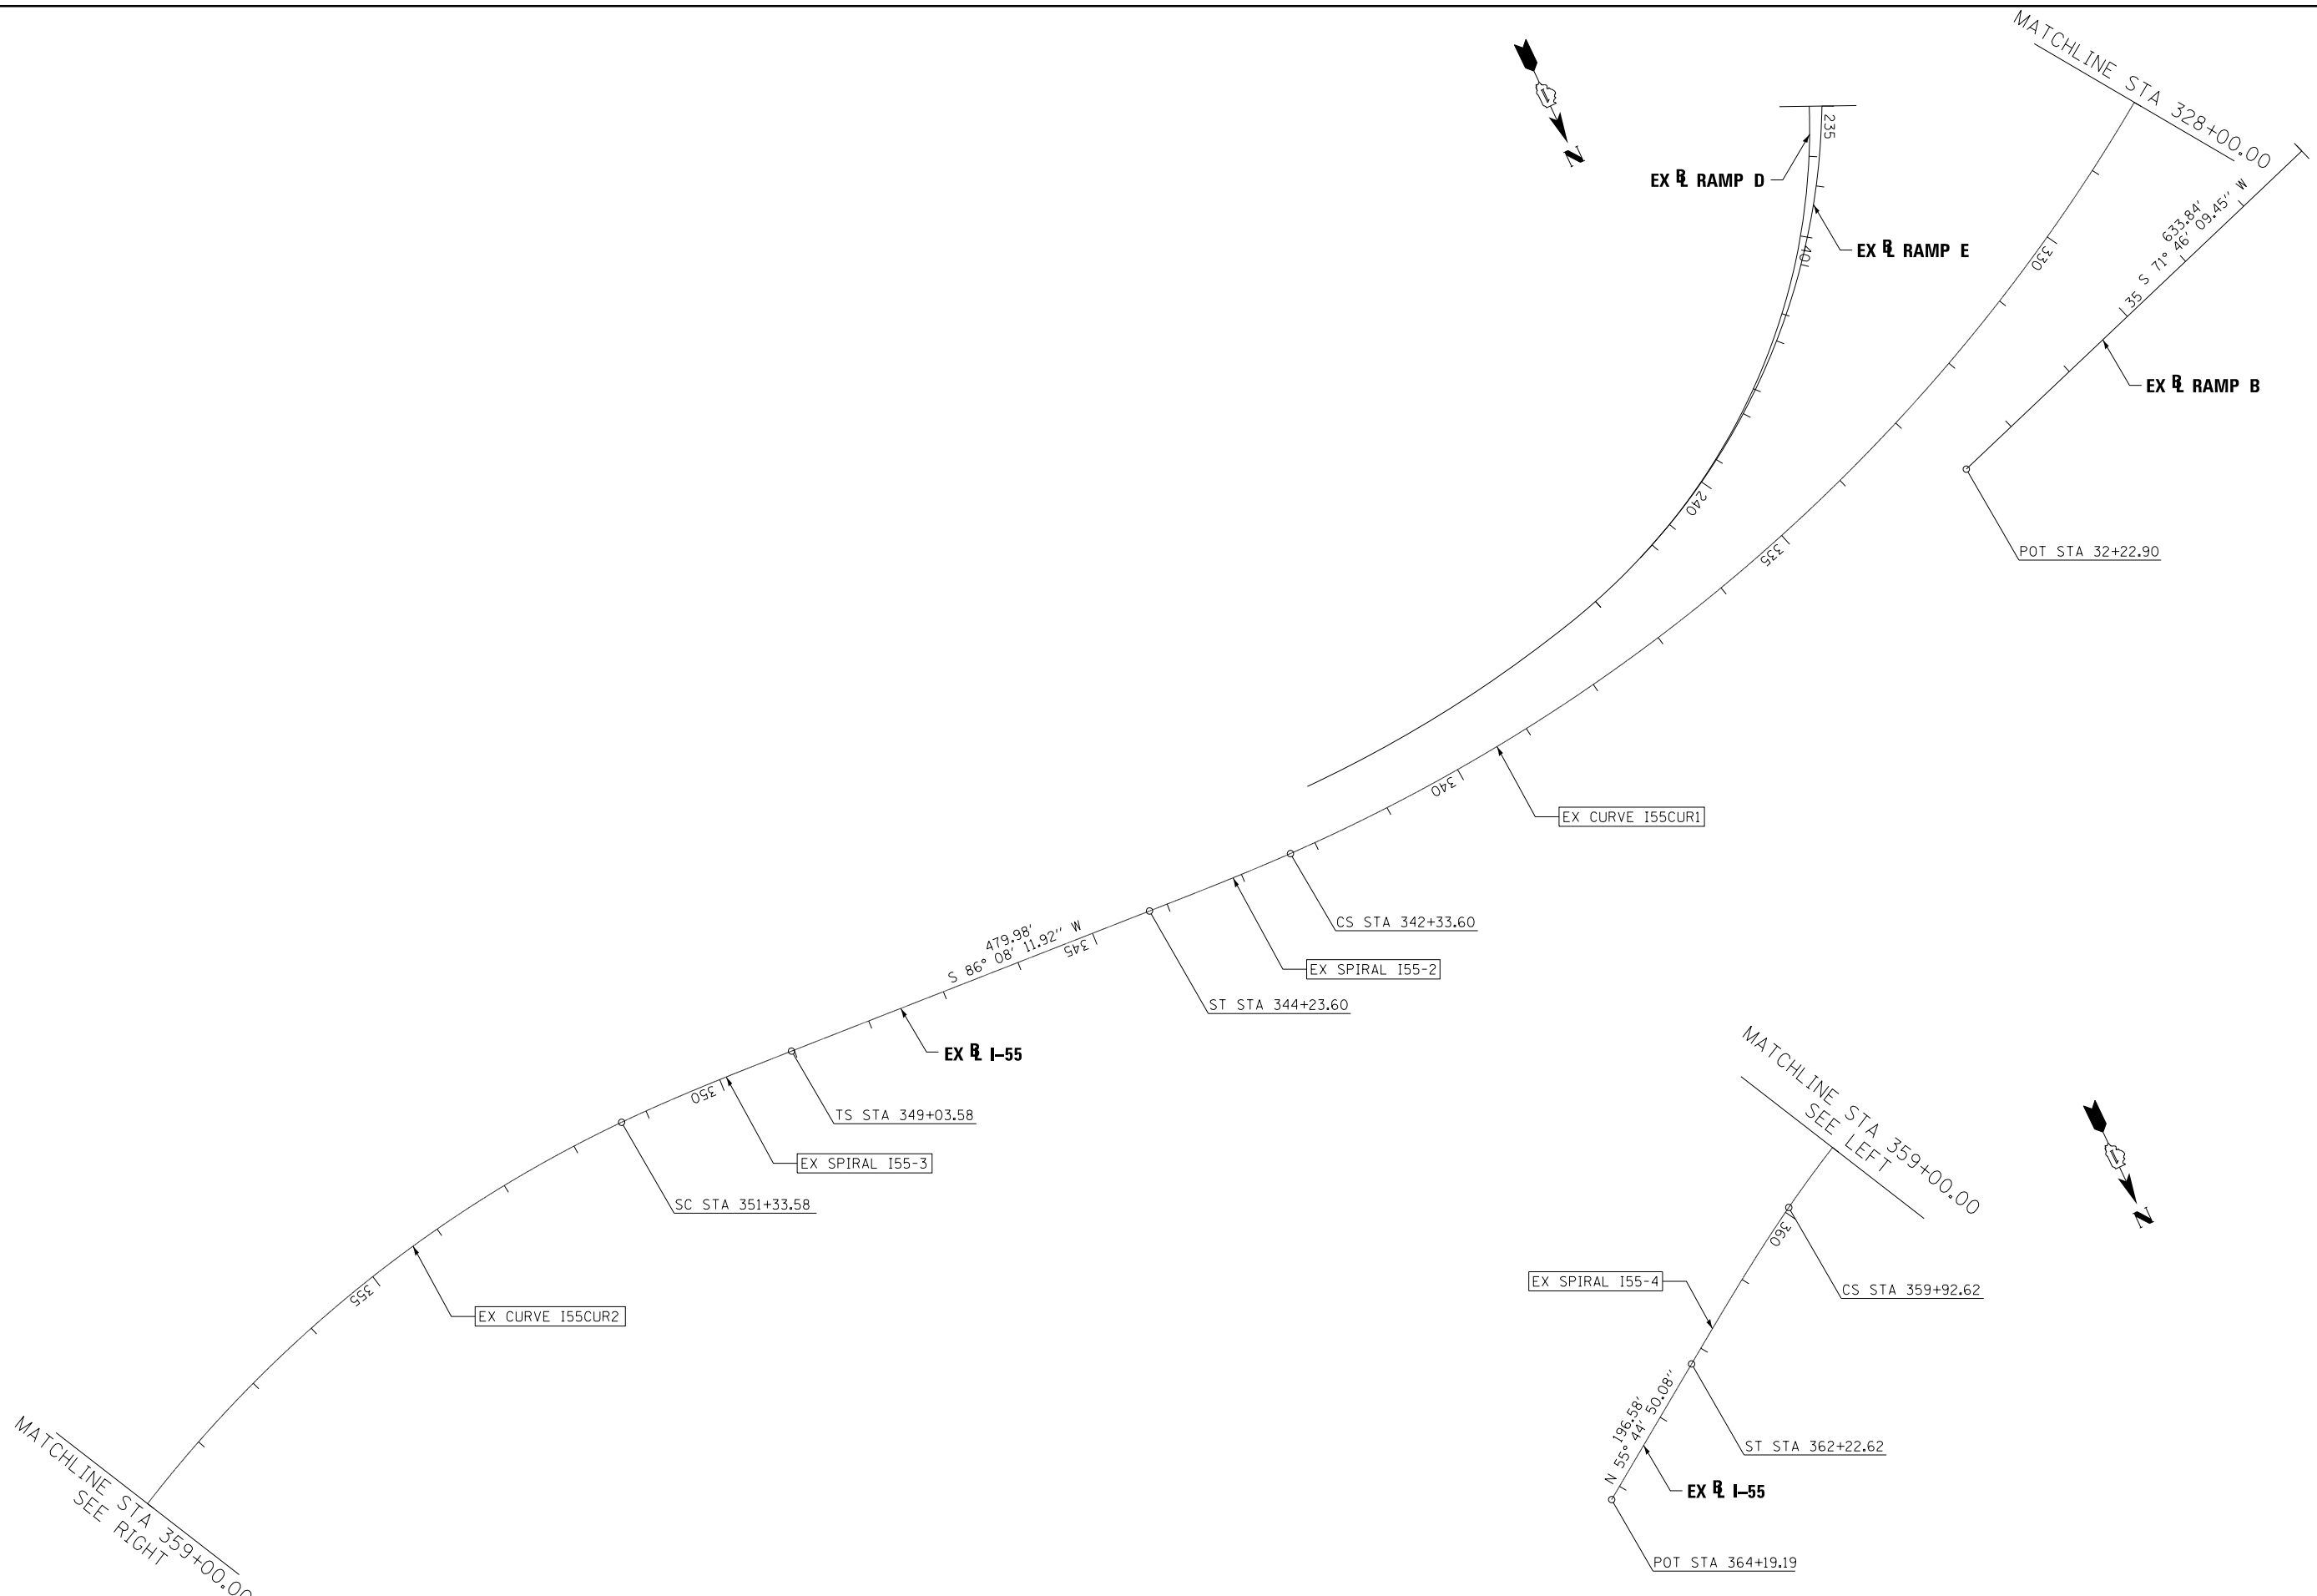 MATCHLINE STA 328+00.00
N
235
EX BL RAMP D
EX BL RAMP E
40
330
633.84'
S 71° 46' 09.45" W
35
EX BL RAMP B
POT STA 32+22.90
240
335
340
EX CURVE I55CUR1
CS STA 342+33.60
EX SPIRAL I55-2
ST STA 344+23.60
479.98'
S 86° 08' 11.92" W
345
EX BL I-55
TS STA 349+03.58
350
EX SPIRAL I55-3
SC STA 351+33.58
355
EX CURVE I55CUR2
MATCHLINE STA 359+00.00
SEE RIGHT
MATCHLINE STA 359+00.00
SEE LEFT
N
360
CS STA 359+92.62
EX SPIRAL I55-4
ST STA 362+22.62
196.58'
N 55° 44' 50.08"
EX BL I-55
POT STA 364+19.19